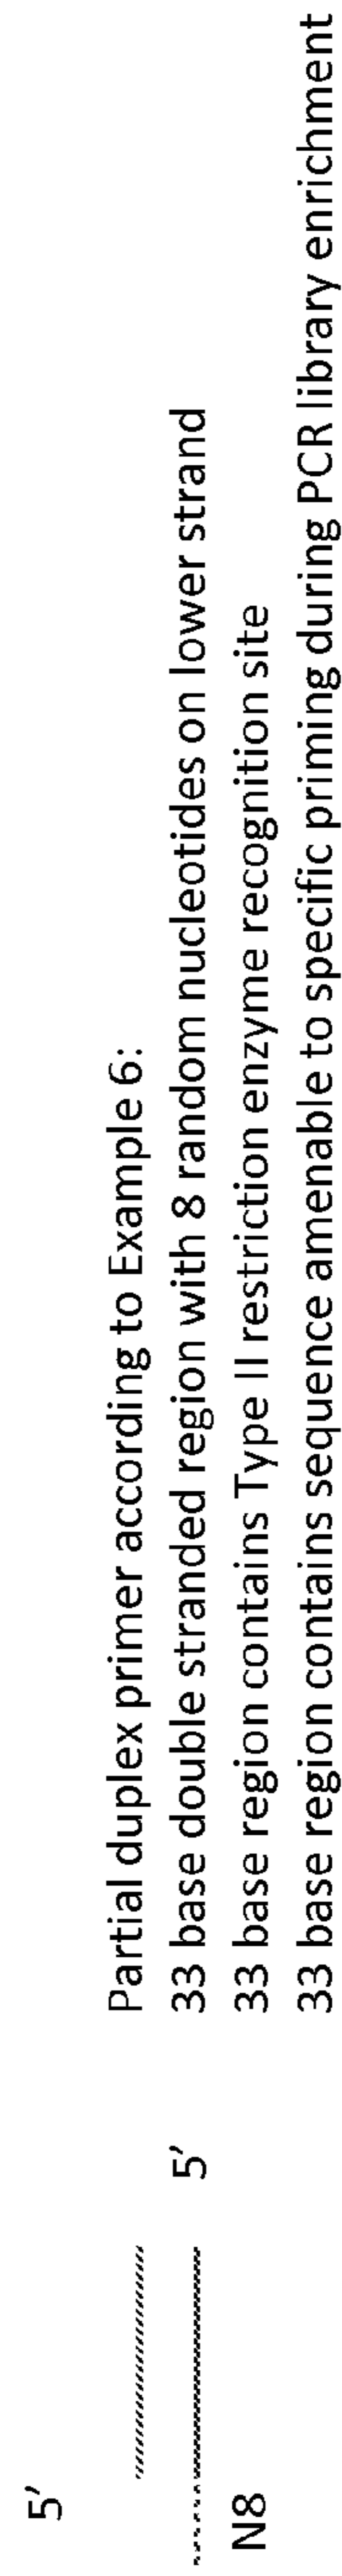 5’
Partial duplex primer according to Example 6:
5’ 33 base double stranded region with 8 random nucleotides on lower strand
N8 33 base region contains Type II restriction enzyme recognition site
33 base region contains sequence amenable to specific priming during PCR library enrichment